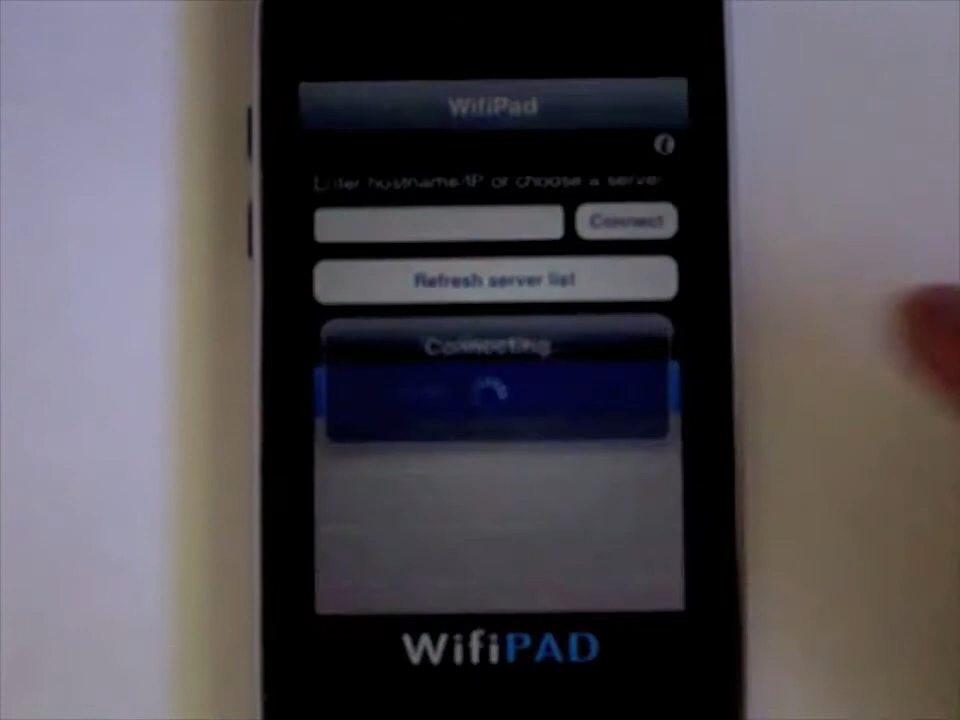 WifiPad
Enter hostname/IP or choose a server
Connect
Refresh server list
Connecting
WifiPAD